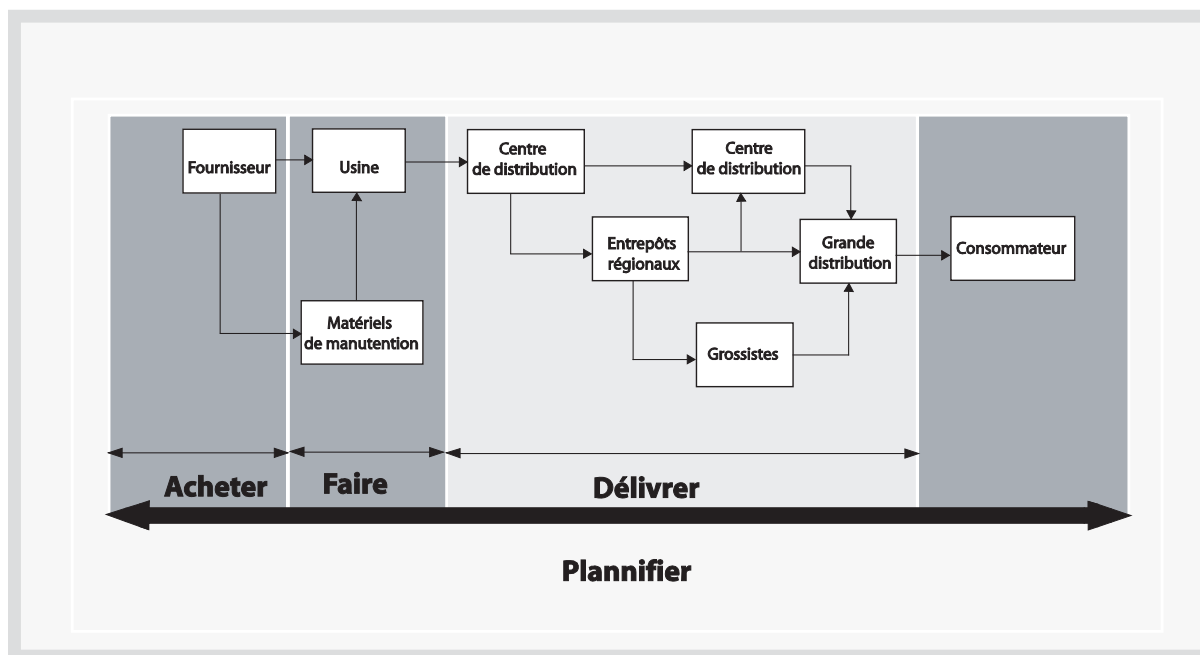 Fournisseur
Usine
Centre
de distribution
Centre
de distribution
Entrepôts
régionaux
Grande
distribution
Consommateur
Matériels
de manutention
Grossistes
Acheter
Faire
Délivrer
Plannifier